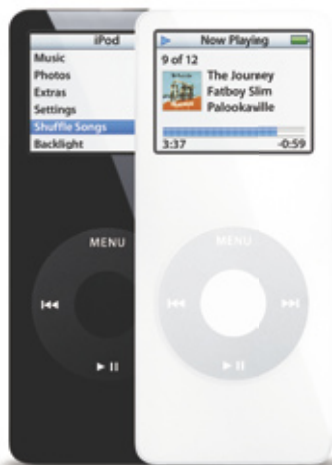 iPod
Music
Photos
Extras
Settings
Shuffle Songs
Backlight
MENU
Now Playing
9 of 12
The Journey
Fatboy Slim
Palookaville
3:37 -0:59
MENU